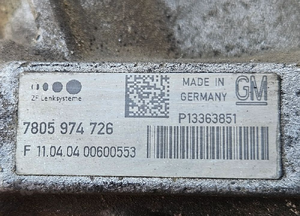 ZF Lenksysteme
MADE IN
GERMANY
GM
7805 974 726
P13363851
F 11.04.04 00600553